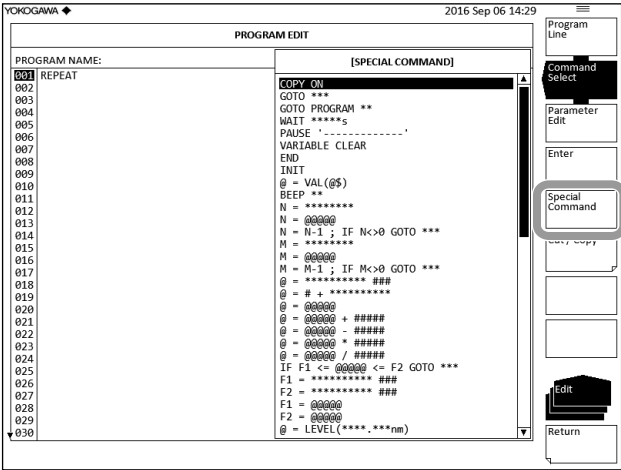 YOKOGAWA ◆
2016 Sep 06 14:29
PROGRAM EDIT
PROGRAM NAME:
001 REPEAT
002
003
004
005
006
007
008
009
010
011
012
013
014
015
016
017
018
019
020
021
022
023
024
025
026
027
028
029
030
[SPECIAL COMMAND]
COPY ON
GOTO ***
GOTO PROGRAM **
WAIT *****s
PAUSE '-------------'
VARIABLE CLEAR
END
INIT
@ = VAL(@$)
BEEP **
N = ********
N = @@@@@
N = N-1 ; IF N<>0 GOTO ***
M = ********
M = @@@@@
M = M-1 ; IF M<>0 GOTO ***
@ = ********** ###
@ = # + **********
@ = @@@@@
@ = @@@@@ + #####
@ = @@@@@ - #####
@ = @@@@@ * #####
@ = @@@@@ / #####
IF F1 <= @@@@@ <= F2 GOTO ***
F1 = ********** ###
F2 = ********** ###
F1 = @@@@@
F2 = @@@@@
@ = LEVEL(****.***nm)
Program
Line
Command
Select
Parameter
Edit
Enter
Special
Command
Cut / Copy
Edit
Return